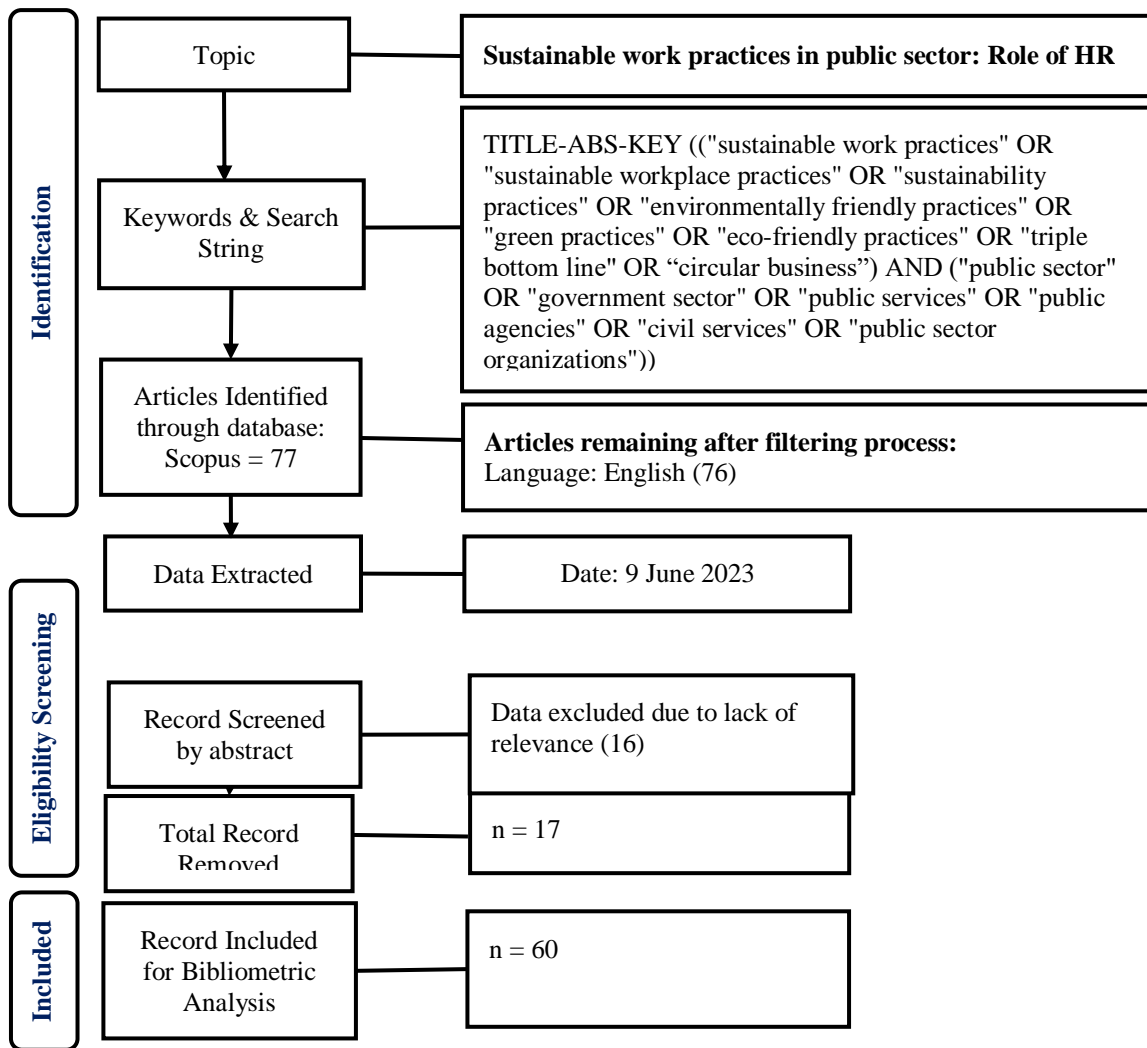 Identification
Topic
Sustainable work practices in public sector: Role of HR
Keywords & Search
String
TITLE-ABS-KEY (("sustainable work practices" OR
"sustainable workplace practices" OR "sustainability
practices" OR "environmentally friendly practices" OR
"green practices" OR "eco-friendly practices" OR "triple
bottom line" OR “circular business”) AND ("public sector"
OR "government sector" OR "public services" OR "public
agencies" OR "civil services" OR "public sector
organizations"))
Articles Identified
through database:
Scopus = 77
Articles remaining after filtering process:
Language: English (76)
Eligibility Screening
Data Extracted
Date: 9 June 2023
Record Screened
by abstract
Data excluded due to lack of
relevance (16)
Total Record
Removed
n = 17
Included
Record Included
for Bibliometric
Analysis
n = 60